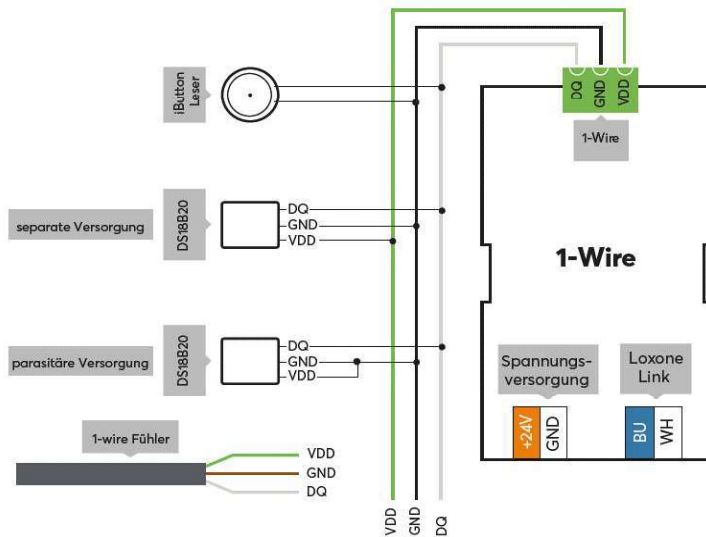 iButton
Leser
DQ
GND
VDD
1-Wire
separate Versorgung
DS18B20
DQ
GND
VDD
1-Wire
parasitäre Versorgung
DS18B20
DQ
GND
VDD
Spannungs-
versorgung
Loxone
Link
+24V
GND
BU
WH
1-wire Fühler
VDD
GND
DQ
VDD
GND
DQ